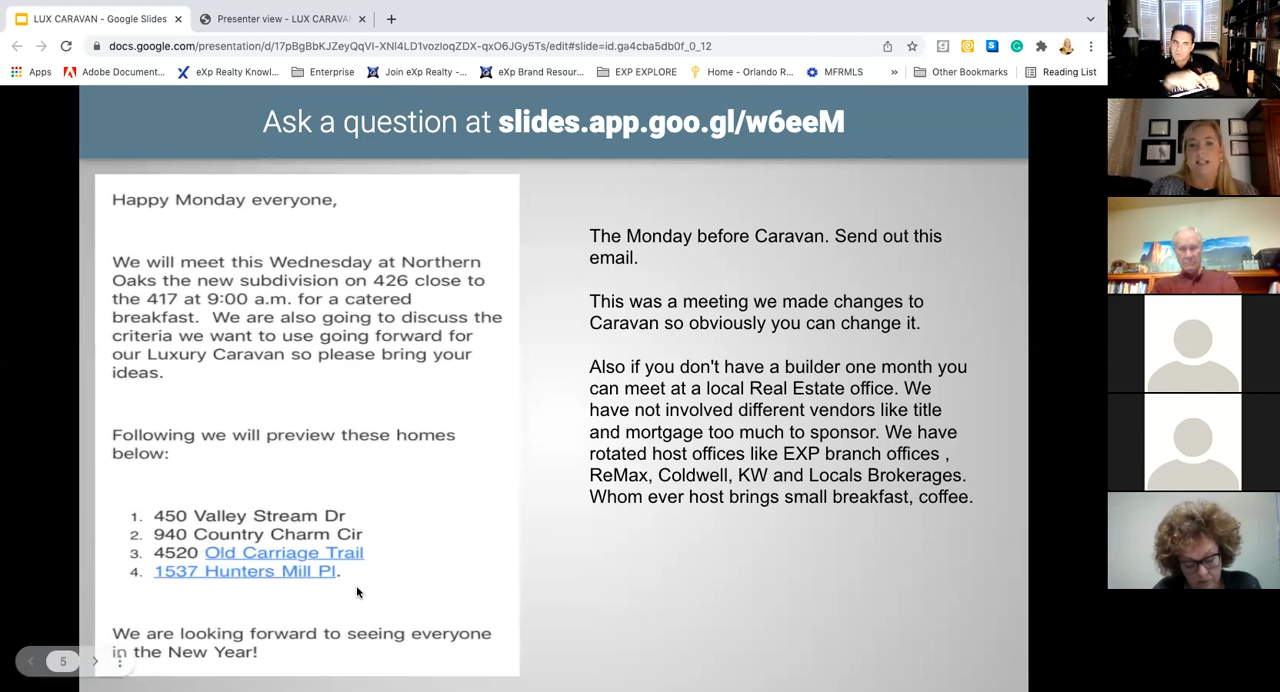 LUX CARAVAN - Google Slides
Presenter view - LUX CARAVA
docs.google.com/presentation/d/17pBgBbKJZeyQqVI-XNl4LD1vozloqZDX-qxO6JGy5Ts/edit#slide=id.ga4cba5db0f_0_12
Apps
Adobe Document...
eXp Realty Knowl...
Enterprise
Join eXp Realty -...
eXp Brand Resour...
EXP EXPLORE
Home - Orlando R...
MFRMLS
»
Other Bookmarks
Reading List
Ask a question at slides.app.goo.gl/w6eeM
Happy Monday everyone,
We will meet this Wednesday at Northern
Oaks the new subdivision on 426 close to
the 417 at 9:00 a.m. for a catered
breakfast. We are also going to discuss the
criteria we want to use going forward for
our Luxury Caravan so please bring your
ideas.
Following we will preview these homes
below:
1. 450 Valley Stream Dr
2. 940 Country Charm Cir
3. 4520 Old Carriage Trail
4. 1537 Hunters Mill Pl.
We are looking forward to seeing everyone
in the New Year!
The Monday before Caravan. Send out this
email.
This was a meeting we made changes to
Caravan so obviously you can change it.
Also if you don't have a builder one month you
can meet at a local Real Estate office. We
have not involved different vendors like title
and mortgage too much to sponsor. We have
rotated host offices like EXP branch offices ,
ReMax, Coldwell, KW and Locals Brokerages.
Whom ever host brings small breakfast, coffee.
5